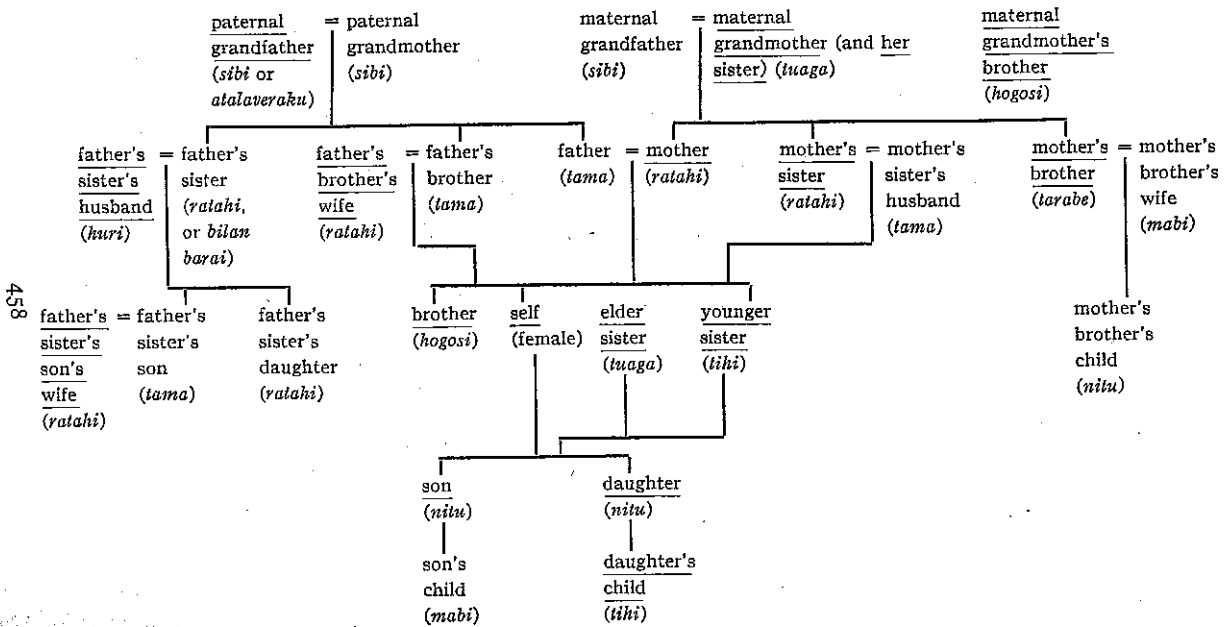 paternal
grandfather
(sibi or
atalaveraku)
= paternal
grandmother
(sibi)
maternal
grandfather
(sibi)
= maternal
grandmother (and her
sister) (tuaga)
maternal
grandmother's
brother
(hogosi)
father's
sister's
husband
(huri)
= father's
sister
(ratahi,
or bilan
barai)
father's
brother's
wife
(ratahi)
= father's
brother
(tama)
father
(tama)
= mother
(ratahi)
mother's
sister
(ratahi)
= mother's
sister's
husband
(tama)
mother's
brother
(tarabe)
= mother's
brother's
wife
(mabi)
458
father's
sister's
son's
wife
(ratahi)
= father's
sister's
son
(tama)
father's
sister's
daughter
(ratahi)
brother
(hogosi)
self
(female)
elder
sister
(tuaga)
younger
sister
(tihi)
mother's
brother's
child
(nitu)
son
(nitu)
daughter
(nitu)
son's
child
(mabi)
daughter's
child
(tihi)